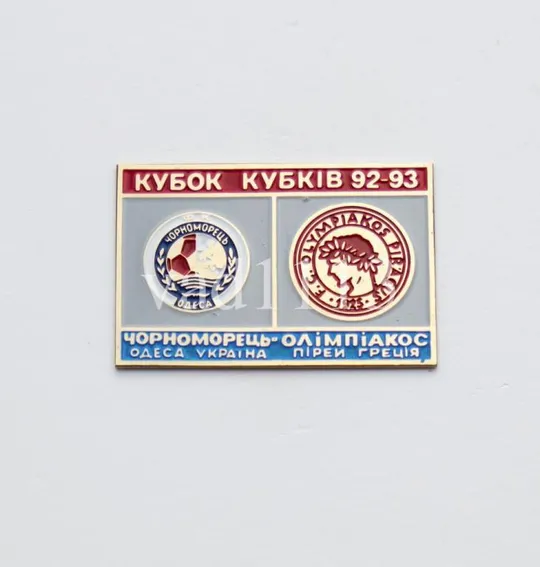 КУБОК КУБКІВ 92-93
ЧОРНОМОРЕЦЬ
ОДЕСА
F.C. OLYMPIAKOS PIRAEUS
1925
ЧОРНОМОРЕЦЬ-ОЛІМПІАКОС
ОДЕСА УКРАЇНА ПІРЕЙ ГРЕЦІЯ